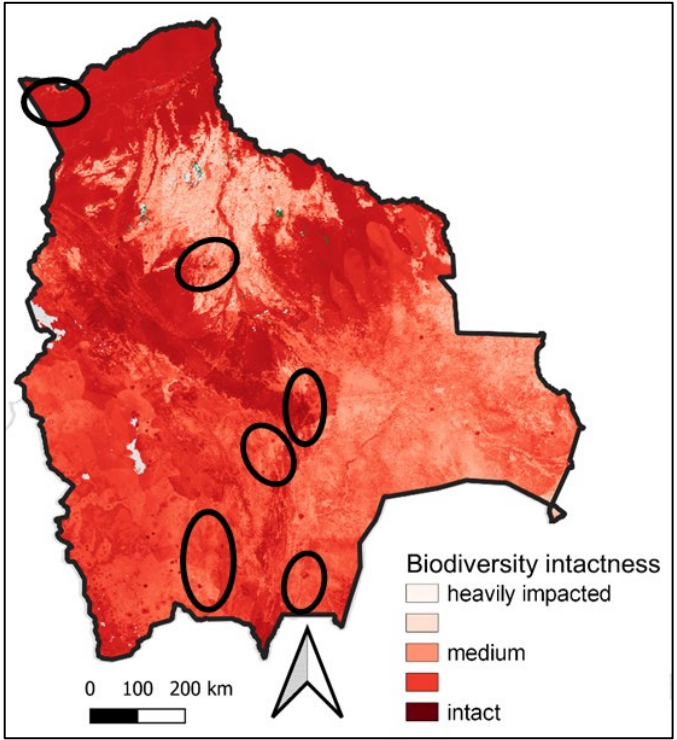 Biodiversity intactness
heavily impacted
medium
intact
0 100 200 km